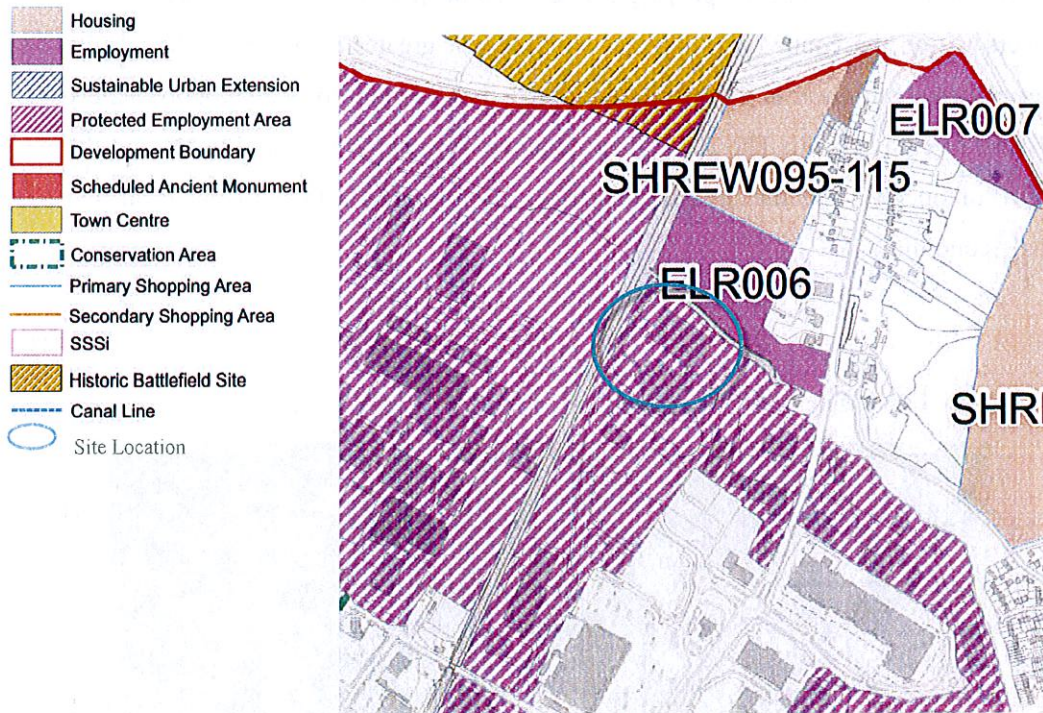 Housing
Employment
Sustainable Urban Extension
Protected Employment Area
Development Boundary
Scheduled Ancient Monument
Town Centre
Conservation Area
Primary Shopping Area
Secondary Shopping Area
SSSi
Historic Battlefield Site
Canal Line
Site Location
ELR007
SHREW095-115
ELR006
SHR